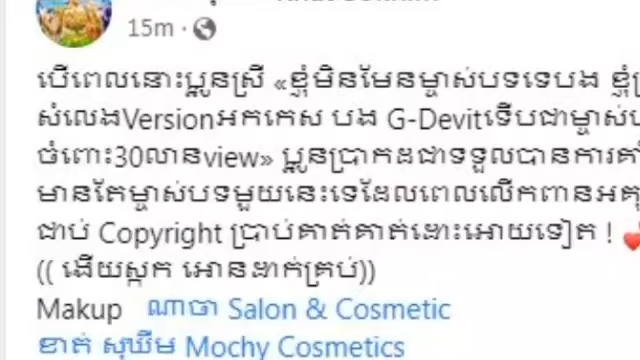 15m
បើពេលនោះប្អូនស្រី «ខ្ញុំមិនមែនម្ចាស់បទទេបង ខ្ញុំ
សំលេងVersionអកកេស បង G-Devitទើបជាម្ចាស់
ចំពោះ30លានview» ប្អូនប្រាកដជាទទួលបានការគាំ
មានតែម្ចាស់បទមួយនេះទេដែលពេលលើកពានអគុ
ជាប់ Copyright ប្រាប់គាត់គាត់ដោះអោយទៀត !
(( ងើយស្កក អោនដាក់គ្រប់))
Makup ណាចា Salon & Cosmetic
ខាត់ សុឃីម Mochy Cosmetics